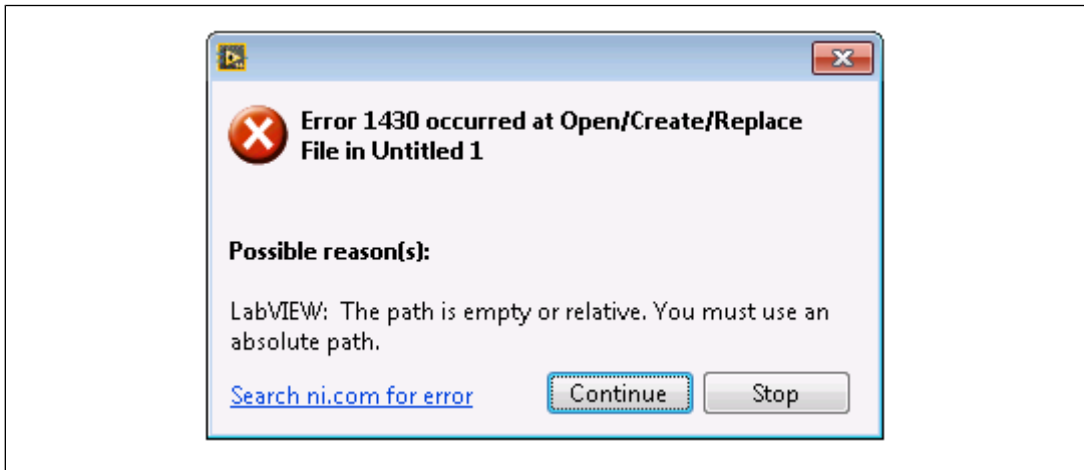 Error 1430 occurred at Open/Create/Replace
File in Untitled 1
Possible reason(s):
LabVIEW:  The path is empty or relative. You must use an
absolute path.
Search ni.com for error
Continue
Stop